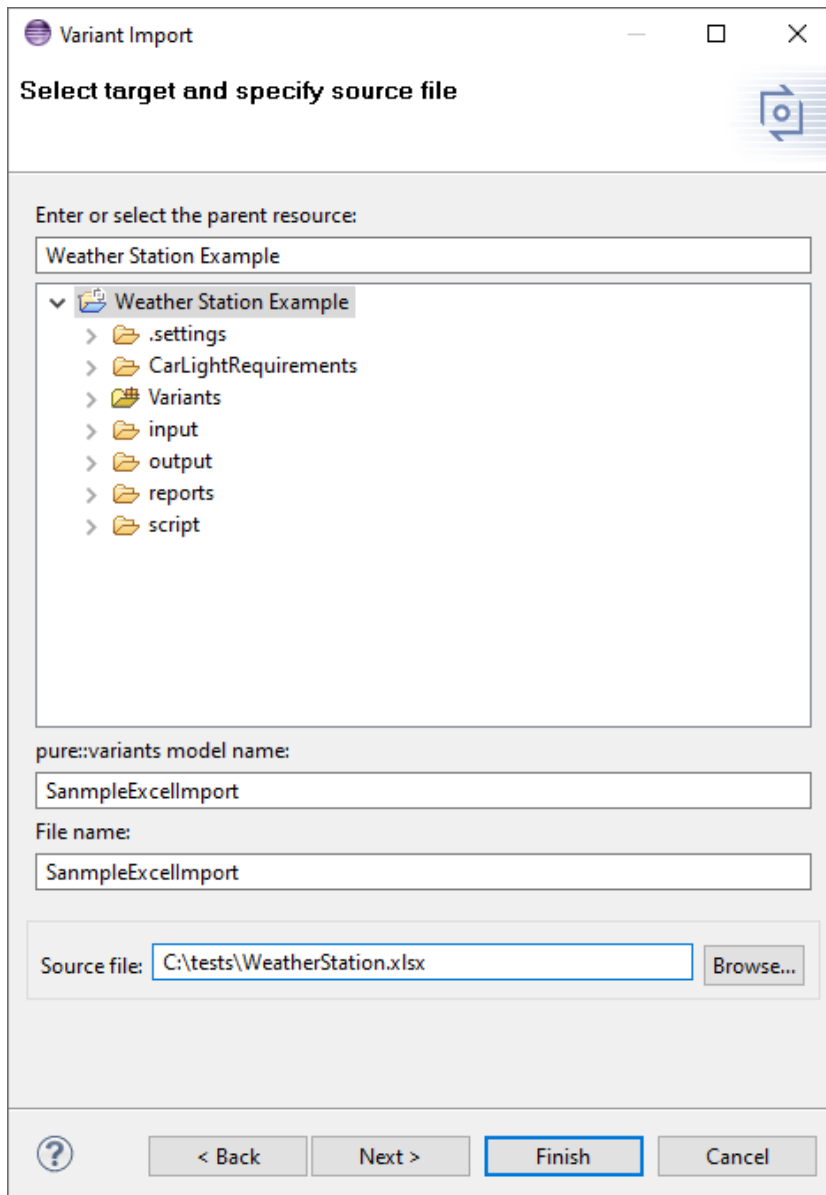 Variant Import
Select target and specify source file
Enter or select the parent resource:
Weather Station Example
Weather Station Example
.settings
CarLightRequirements
Variants
input
output
reports
script
pure::variants model name:
SanmpleExcelImport
File name:
SanmpleExcelImport
Source file: C:\tests\WeatherStation.xlsx Browse...
? < Back Next > Finish Cancel